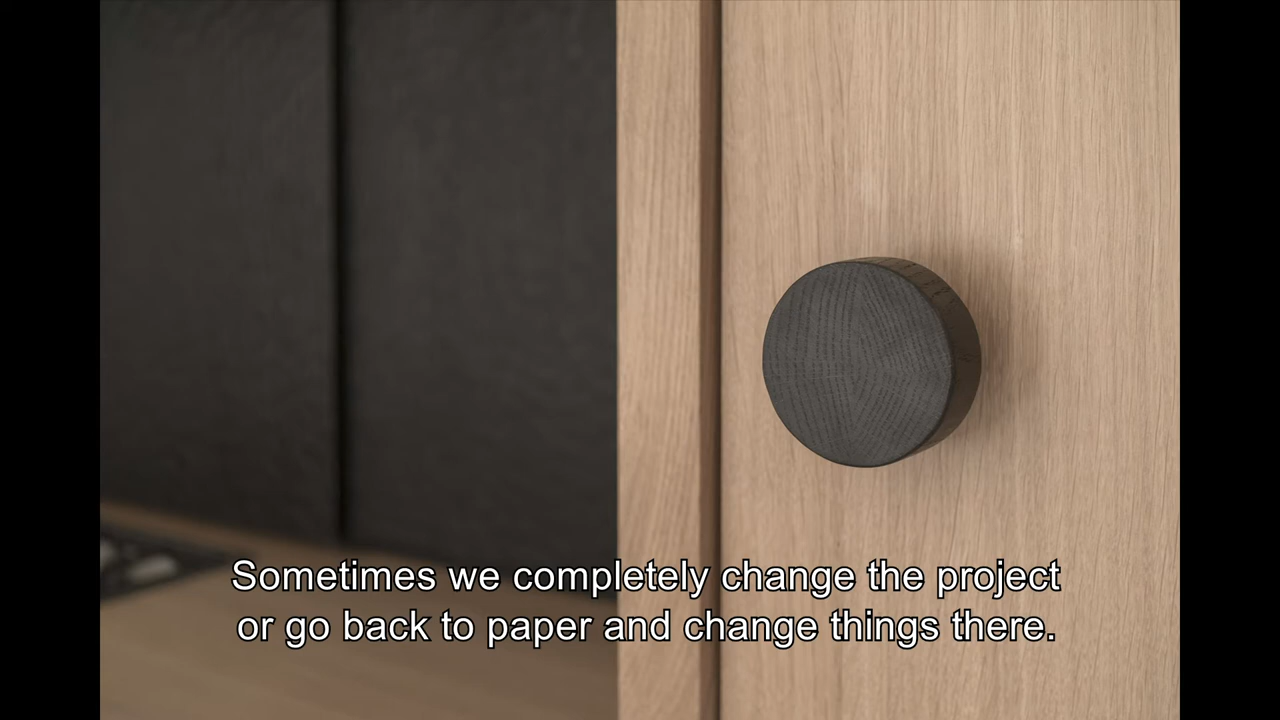 Sometimes we completely change the project
or go back to paper and change things there.